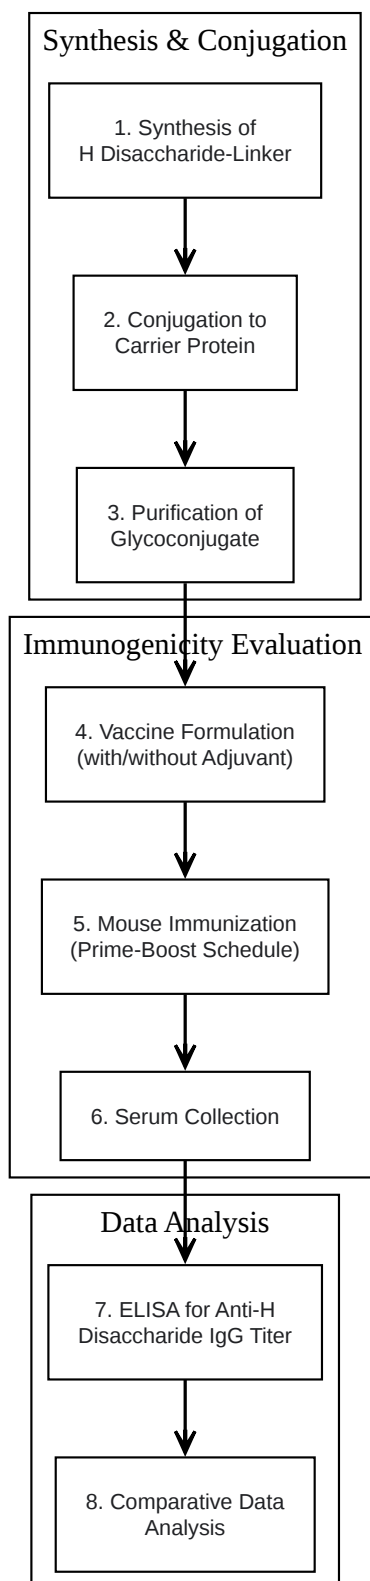 Synthesis & Conjugation
1. Synthesis of
H Disaccharide-Linker
2. Conjugation to
Carrier Protein
3. Purification of
Glycoconjugate
Immunogenicity Evaluation
4. Vaccine Formulation
(with/without Adjuvant)
5. Mouse Immunization
(Prime-Boost Schedule)
6. Serum Collection
Data Analysis
7. ELISA for Anti-H
Disaccharide IgG Titer
8. Comparative Data
Analysis